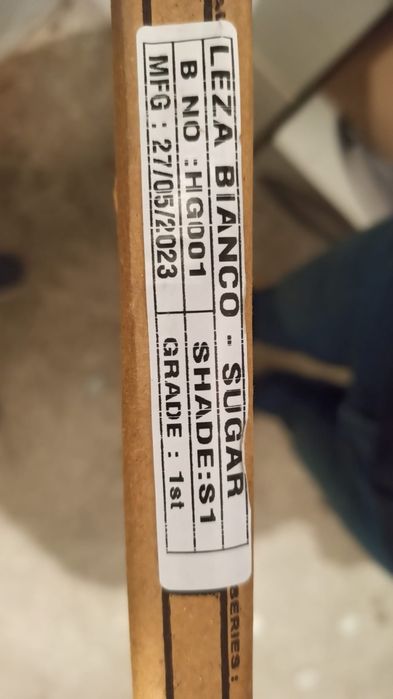 LEZA BIANCO - SUGAR
B NO :HG001 SHADE:S1
MFG : 27/05/2023 GRADE : 1st
SERIES :